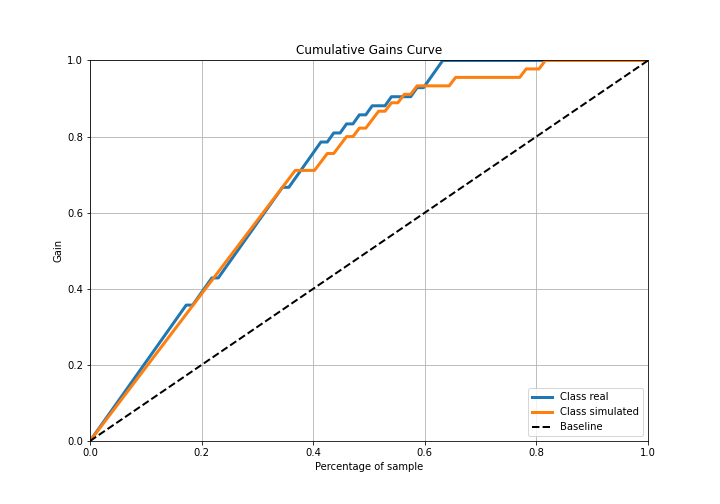 Cumulative Gains Curve
1.0
0.8
0.6
0.4
0.2
0.0
Gain
0.0 0.2 0.4 0.6 0.8 1.0
Percentage of sample
Class real
Class simulated
Baseline